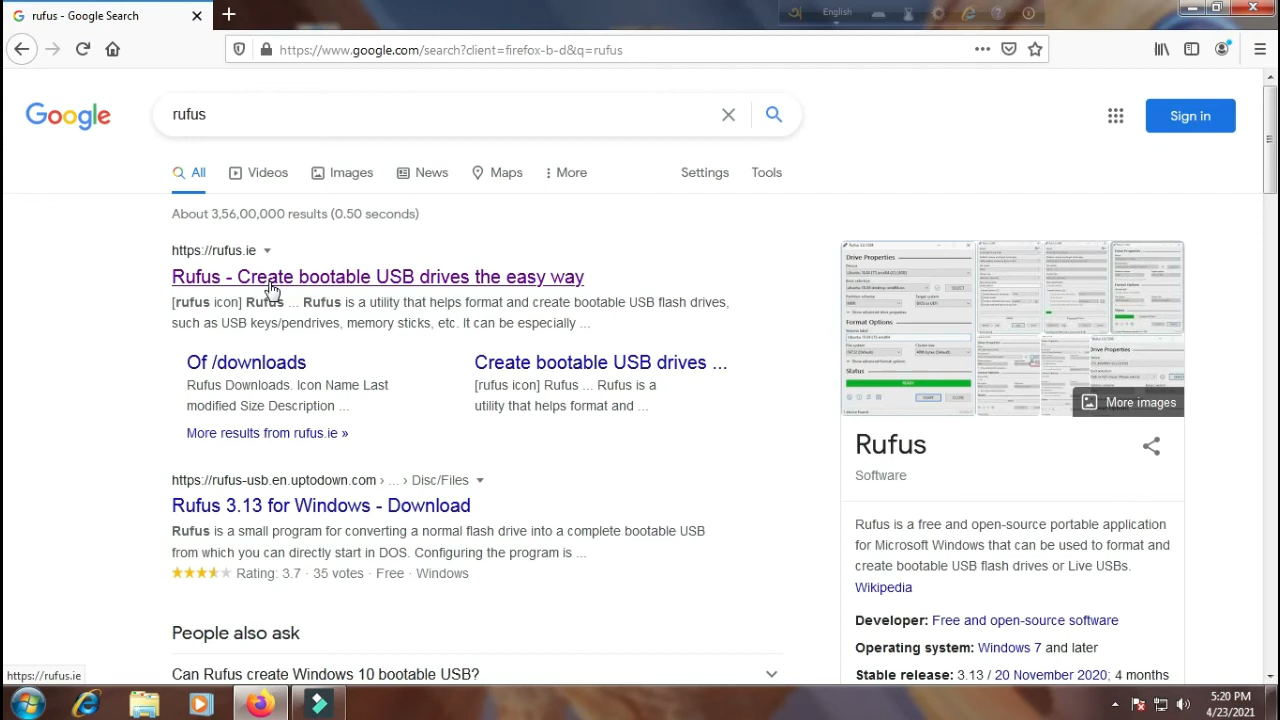 rufus - Google Search
English
https://www.google.com/search?client=firefox-b-d&q=rufus
Google
rufus
Sign in
All
Videos
Images
News
Maps
More
Settings
Tools
About 3,56,00,000 results (0.50 seconds)
https://rufus.ie
Rufus - Create bootable USB drives the easy way
[rufus icon] Rufus. Rufus utility that helps format and create bootable USB flash drives,
such as USB keys/pendrives, etc. It can be especially ...
Of /downloads
Rufus Downloads. Icon Name Last
modified Size Description ...
Create bootable USB drives ...
[rufus icon] Rufus ... Rufus is a
utility that helps format and ...
More results from rufus.ie »
https://rufus-usb.en.uptodown.com › ... › Disc/Files
Rufus 3.13 for Windows - Download
Rufus is a small program for converting a normal flash drive into a complete bootable USB
from which you can directly start in DOS. Configuring the program is ...
Rating: 3.7 · 35 votes · Free · Windows
People also ask
Can Rufus create Windows 10 bootable USB?
Drive Properties
Format Options
Status
More images
Rufus
Software
Rufus is a free and open-source portable application
for Microsoft Windows that can be used to format and
create bootable USB flash drives or Live USBs.
Wikipedia
Developer: Free and open-source software
Operating system: Windows 7 and later
Stable release: 3.13 / 20 November 2020; 4 months
https://rufus.ie
5:20 PM
4/23/2021